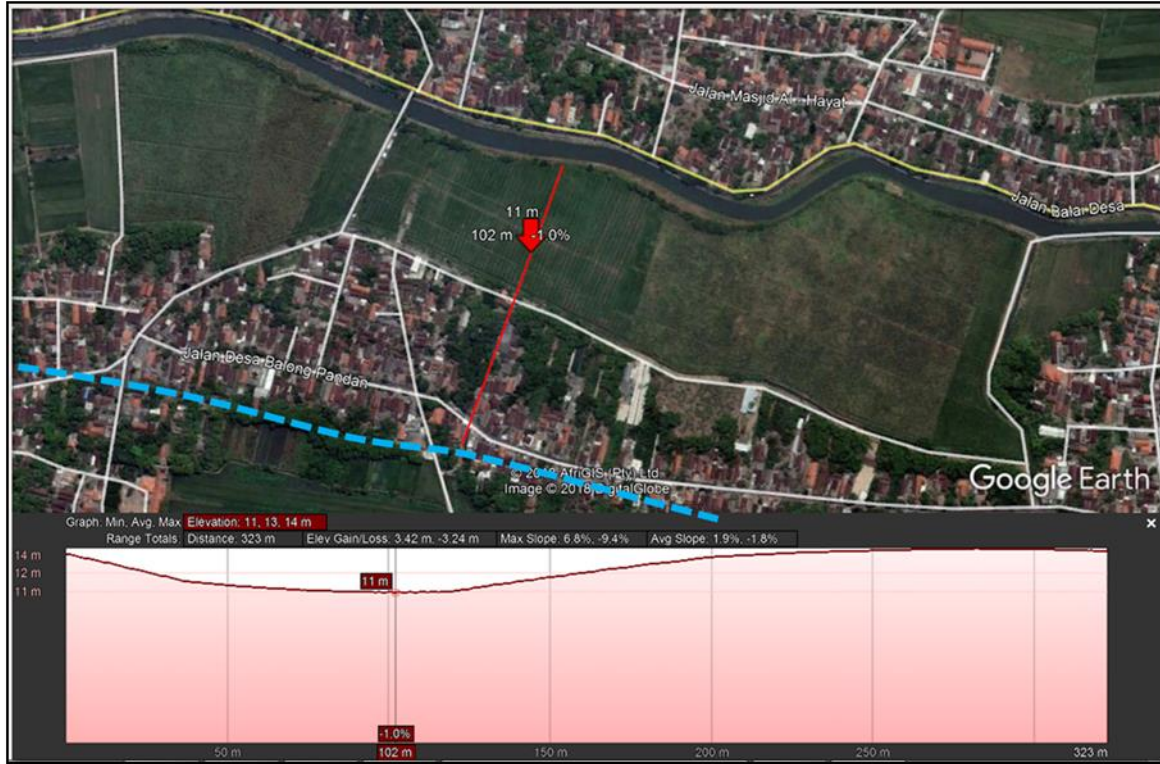 Jalan Masjid Al - Hayat
Jalan Balai Desa
11 m
102 m -1.0%
Jalan Desa Balong Pandan
© 2018 AfriGIS (Pty) Ltd.
Image © 2018 DigitalGlobe
Google Earth
Graph: Min, Avg, Max Elevation: 11, 13, 14 m
Range Totals: Distance: 323 m Elev Gain/Loss: 3.42 m, -3.24 m Max Slope: 6.8%, -9.4% Avg Slope: 1.9%, -1.8%
14 m
12 m
11 m
11 m
-1.0%
50 m 102 m 150 m 200 m 250 m 323 m